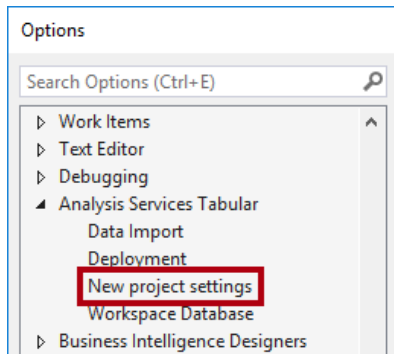 Options
Search Options (Ctrl+E)
Work Items
Text Editor
Debugging
Analysis Services Tabular
Data Import
Deployment
New project settings
Workspace Database
Business Intelligence Designers